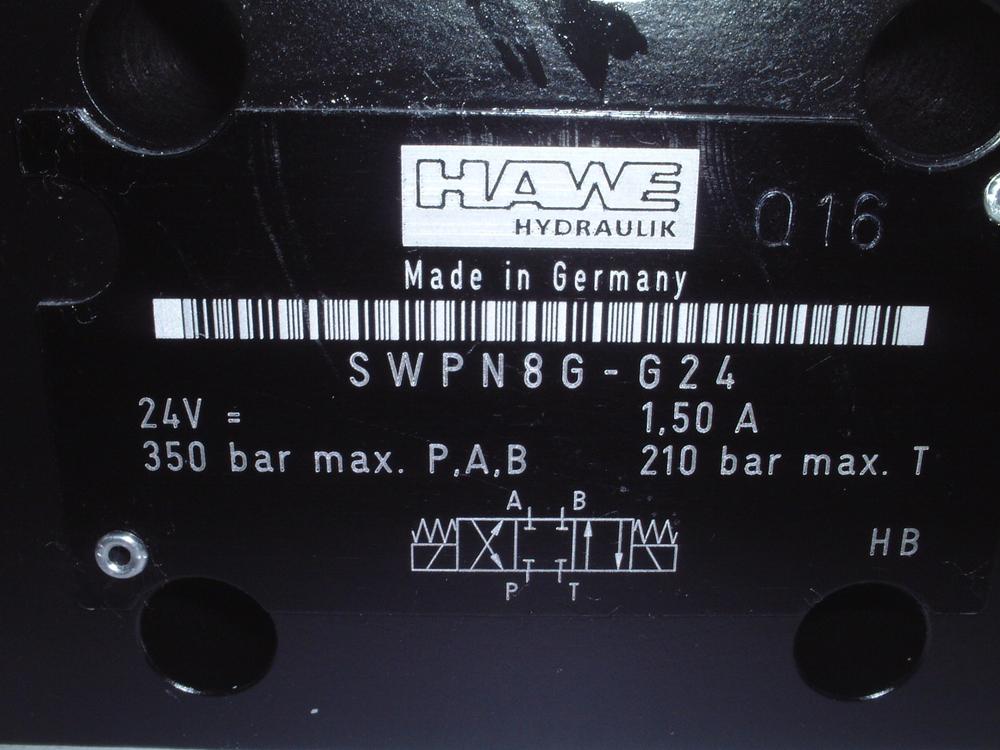 HAWE
HYDRAULIK
Q16
Made in Germany
SWPN8G-G24
24V =
1,50 A
350 bar max. P,A,B
210 bar max. T
A B
HB
P T